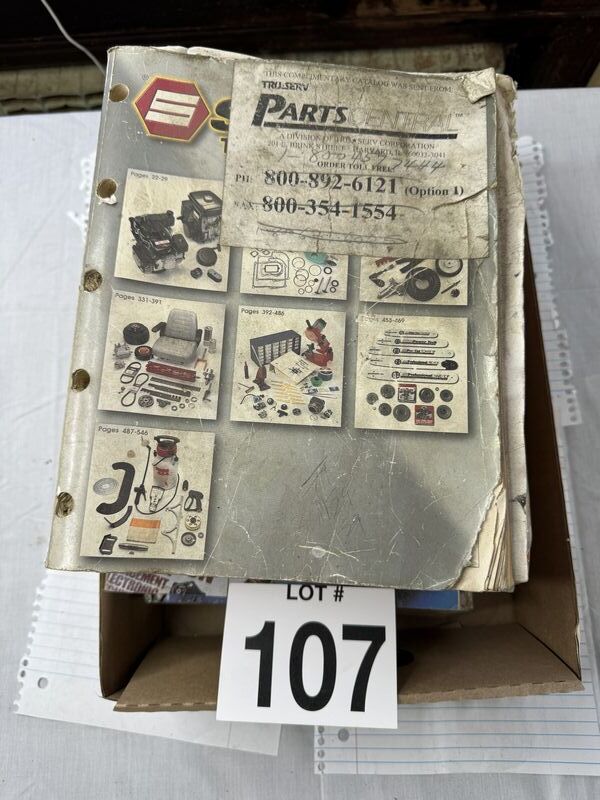 THIS COMPLIMENTARY CATALOG WAS SENT FROM
TRU★SERV
PARTS CENTRAL™
A DIVISION OF TRU★SERV CORPORATION
ORDER TOLL FREE:
PH: 800-892-6121 (Option 1)
FAX: 800-354-1554
S
®
Pages 22-29
Pages 331-391
Pages 392-486
Pages 487-546
LOT #
107